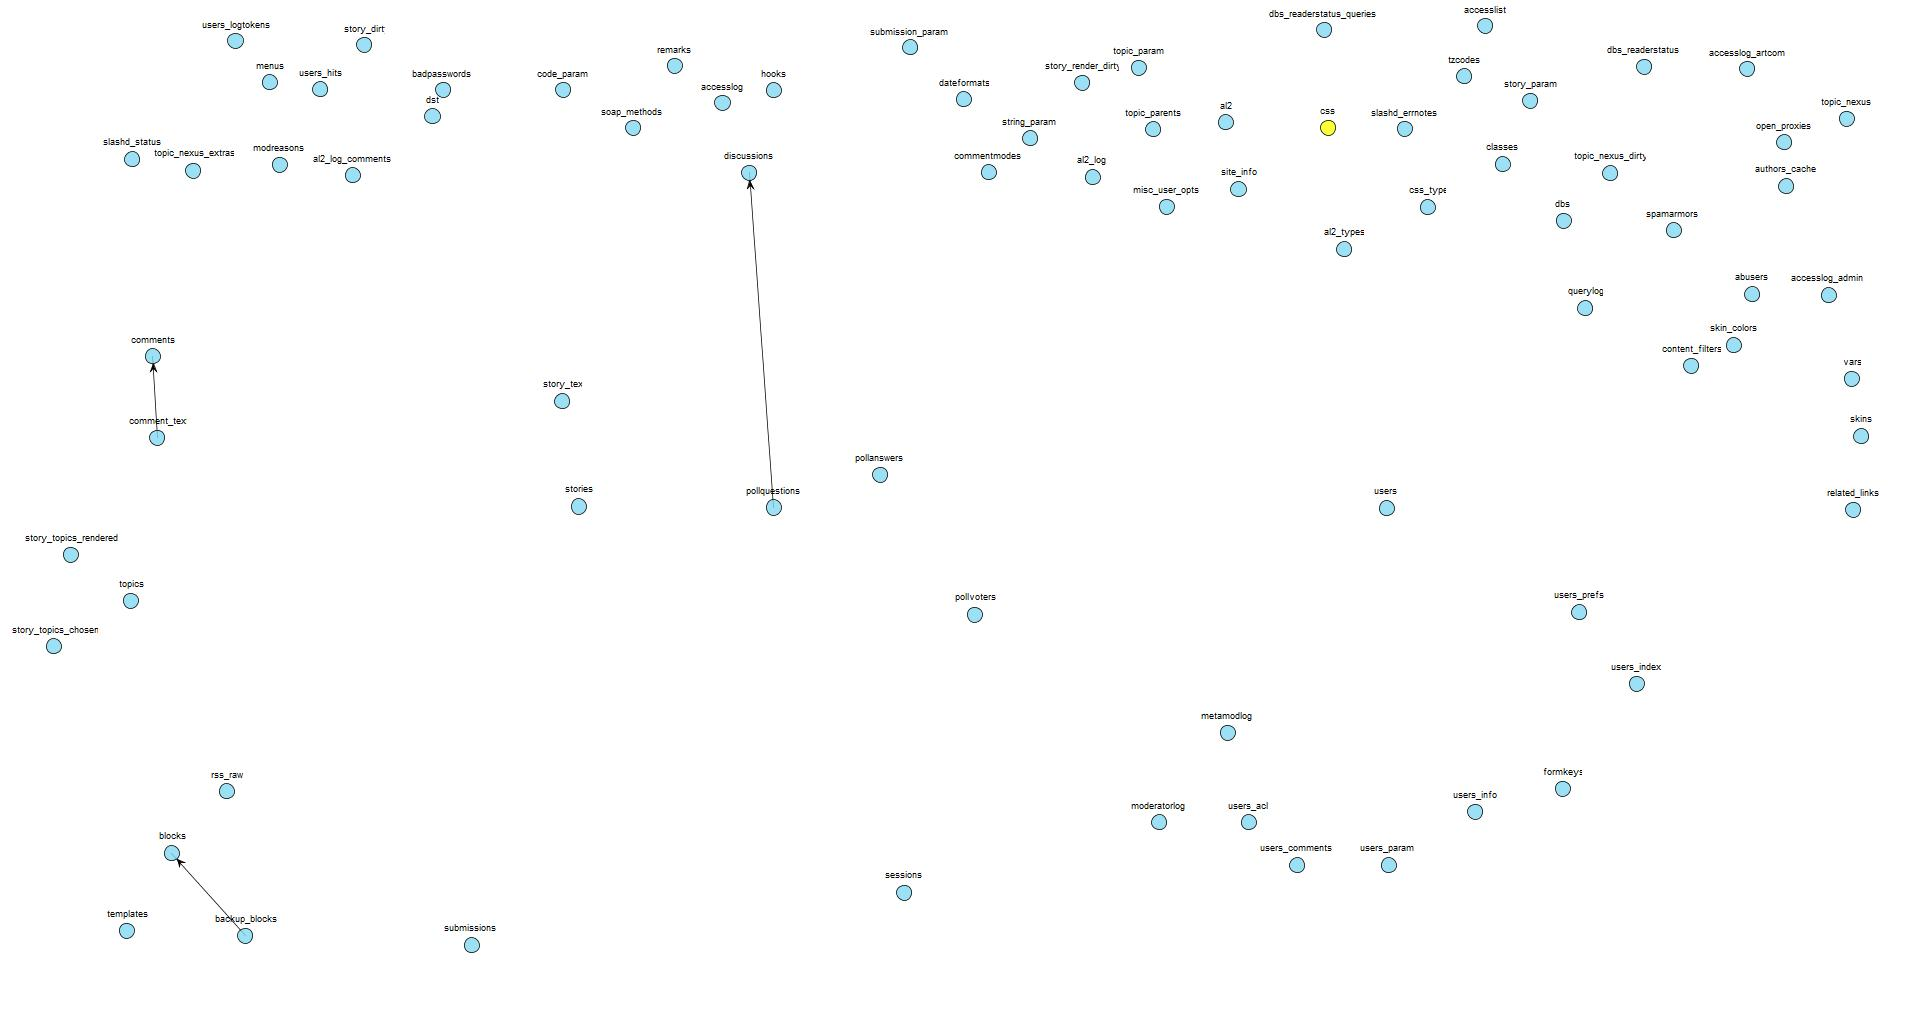 accesslist
dbs_readerstatus_queries
users_logtokens
story_dirt
submission_param
remarks
topic_param
dbs_readerstatus
accesslog_artcom
tzcodes
menus
users_hits
badpasswords
code_param
hooks
story_render_dirty
dateformats
story_param
accesslog
dst
soap_methods
topic_nexus
al2
css
slashd_errnotes
topic_parents
string_param
open_proxies
slashd_status
topic_nexus_extras
modreasons
al2_log_comments
discussions
commentmodes
al2_log
classes
topic_nexus_dirty
site_info
authors_cache
misc_user_opts
css_type
dbs
spamarmors
al2_types
abusers
accesslog_admin
querylog
skin_colors
comments
content_filters
vars
story_tex
comment_tex
skins
pollanswers
stories
pollquestions
users
related_links
story_topics_rendered
topics
pollvoters
users_prefs
story_topics_chosen
users_index
metamodlog
rss_raw
formkeys
users_info
moderatorlog
users_acl
blocks
users_comments
users_param
sessions
templates
backup_blocks
submissions